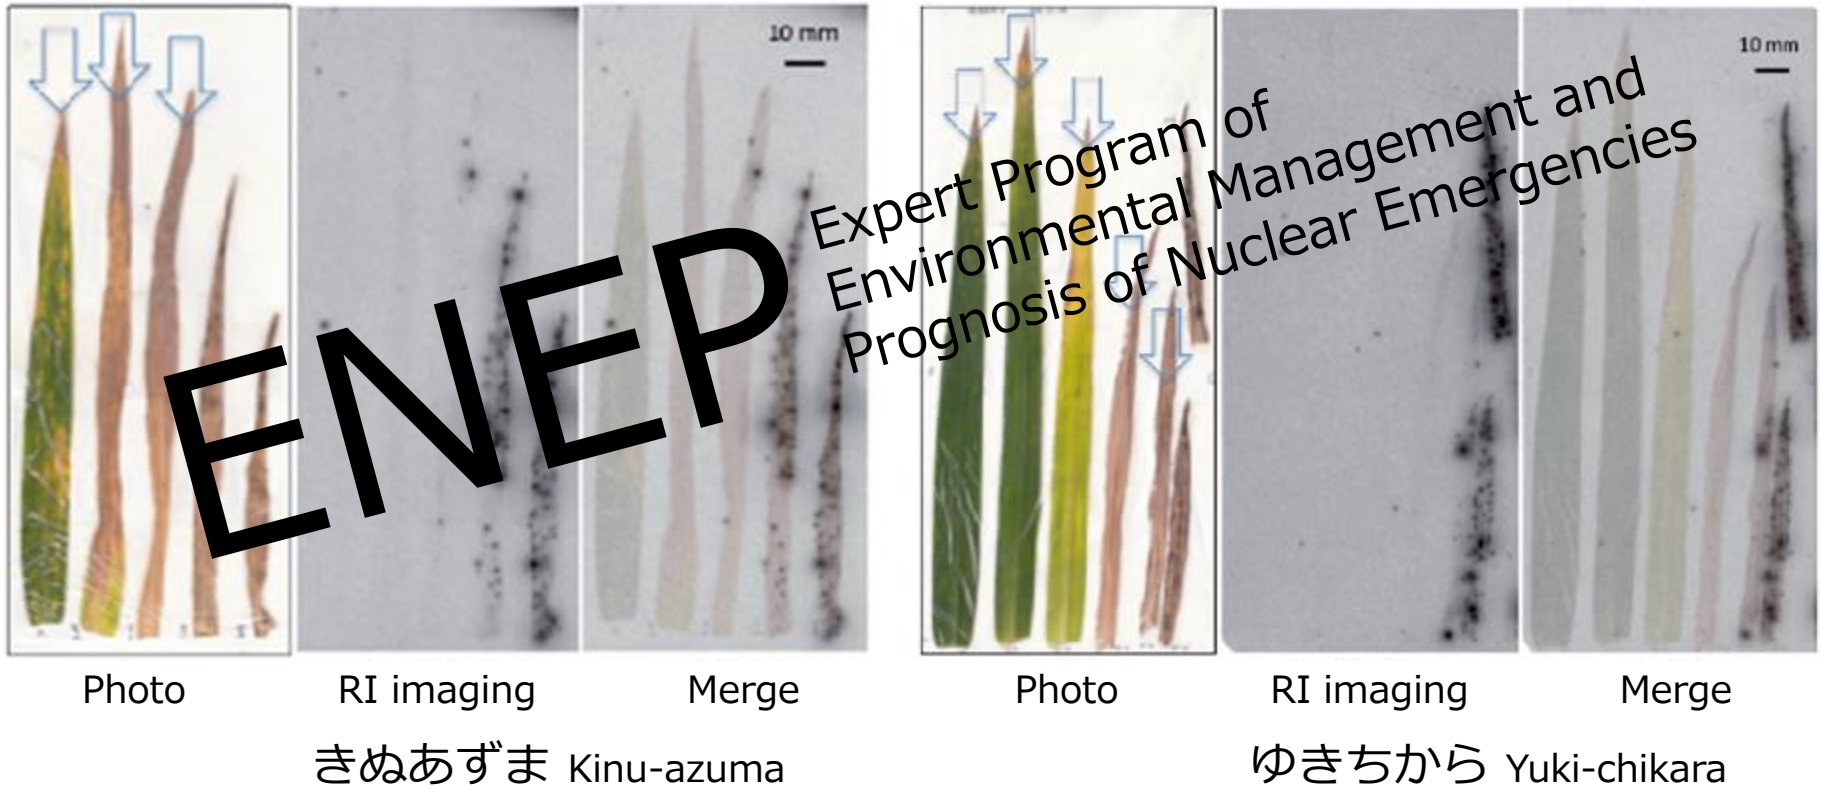 10 mm
10 mm
ENEP
Expert Program of
Environmental Management and
Prognosis of Nuclear Emergencies
Photo
RI imaging
Merge
Photo
RI imaging
Merge
きぬあずま Kinu-azuma
ゆきちから Yuki-chikara